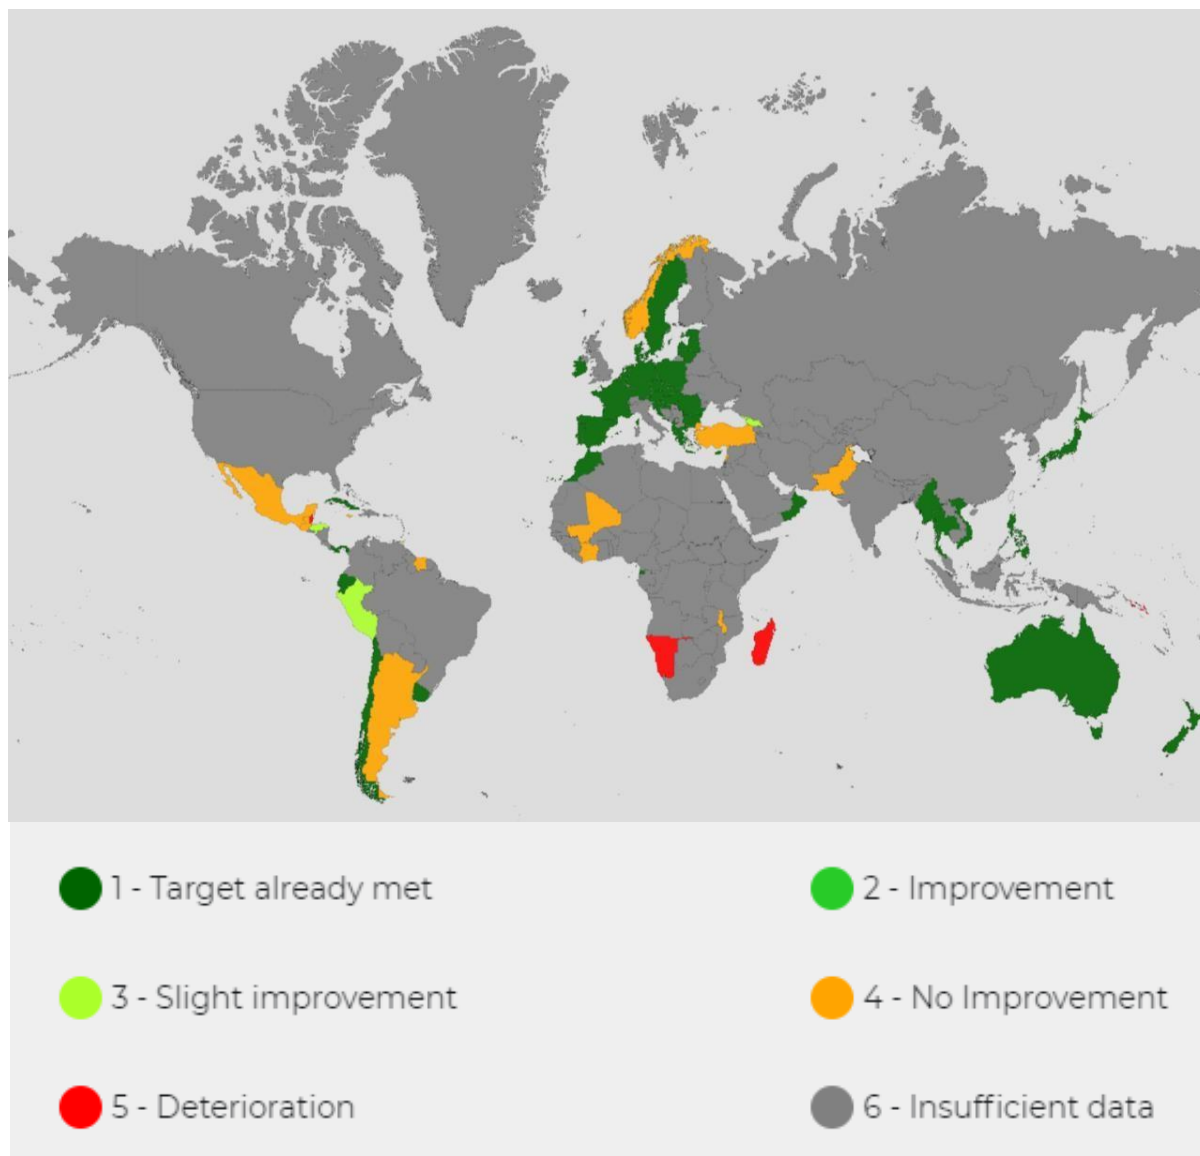 1 - Target already met
2 - Improvement
3 - Slight improvement
4 - No Improvement
5 - Deterioration
6 - Insufficient data